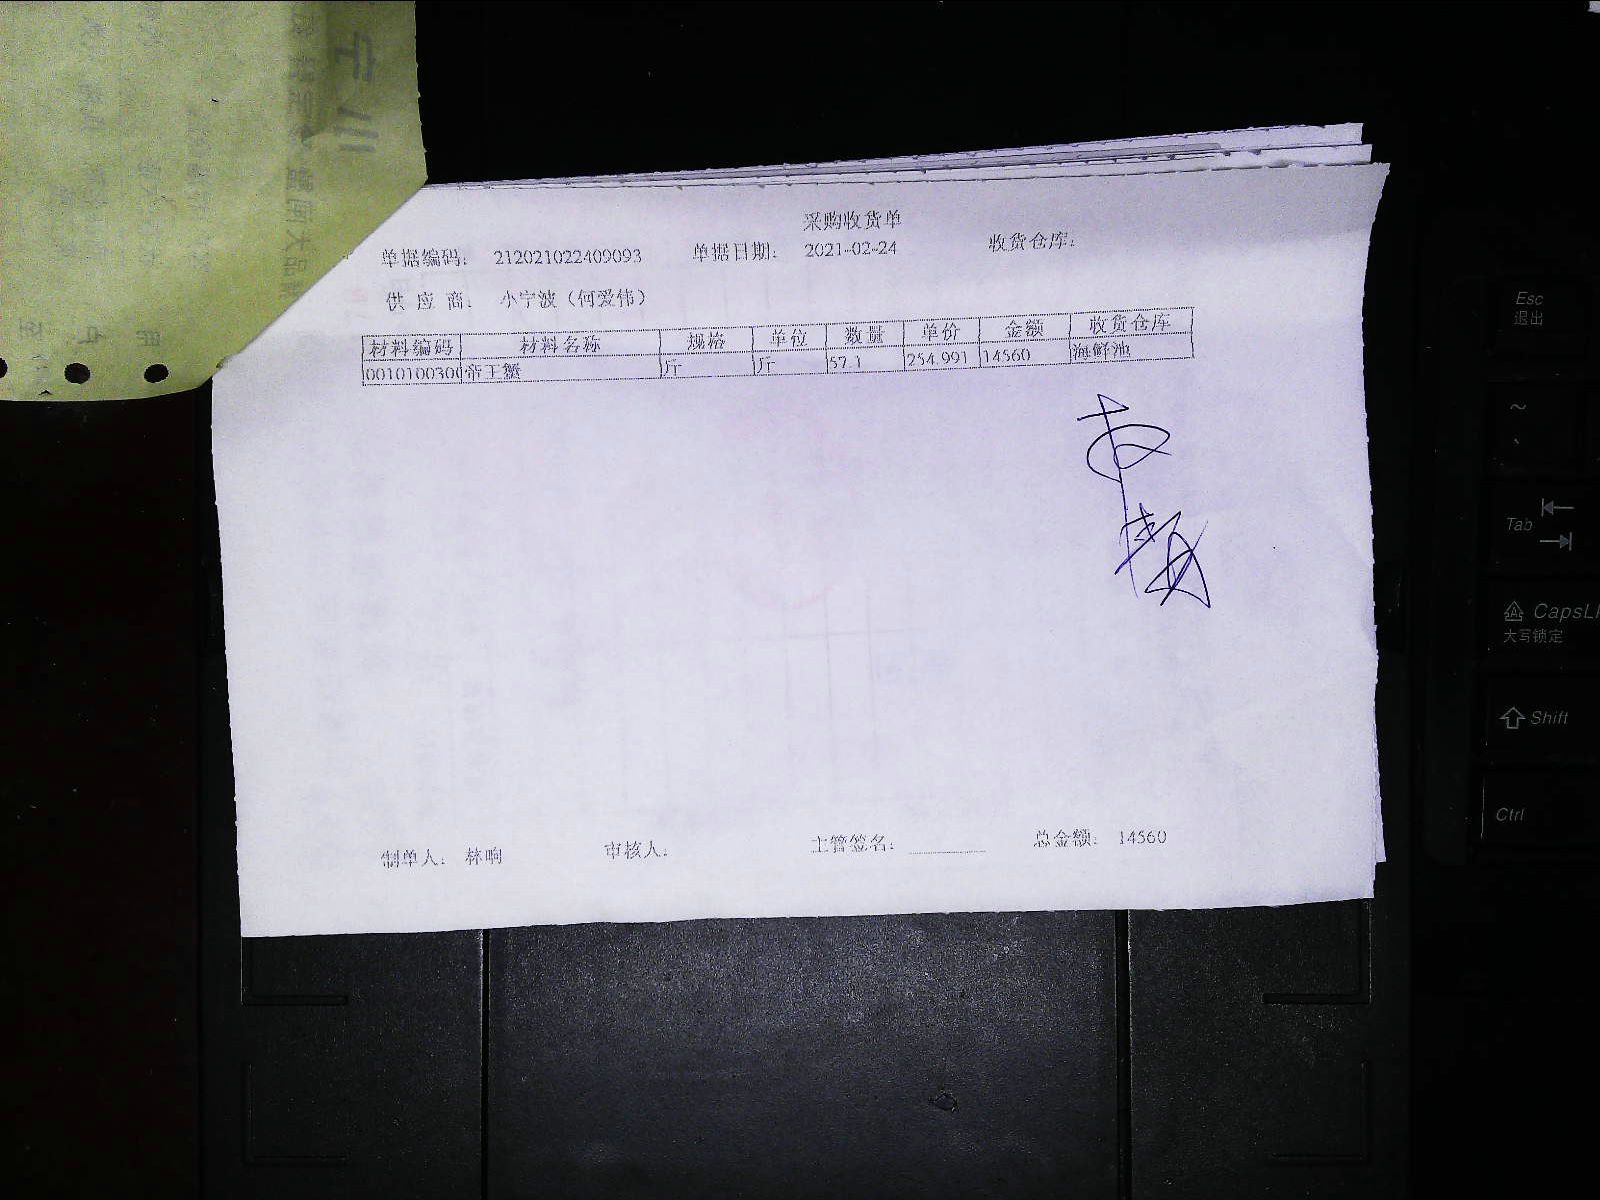 采购收货单
单据编码： 212021022409093 单据日期： 2021-02-24 收货仓库：
供 应 商： 小宁波（何爱伟）
材料编码 材料名称 规格 单位 数量 单价 金额 收货仓库
0010100300 帝王蟹 斤 斤 57.1 254.991 14560 海鲜池
制单人： 林响 审核人： 主管签名： 总金额： 14560
Esc
退出
~
Tab
CapsL
大写锁定
Shift
Ctrl